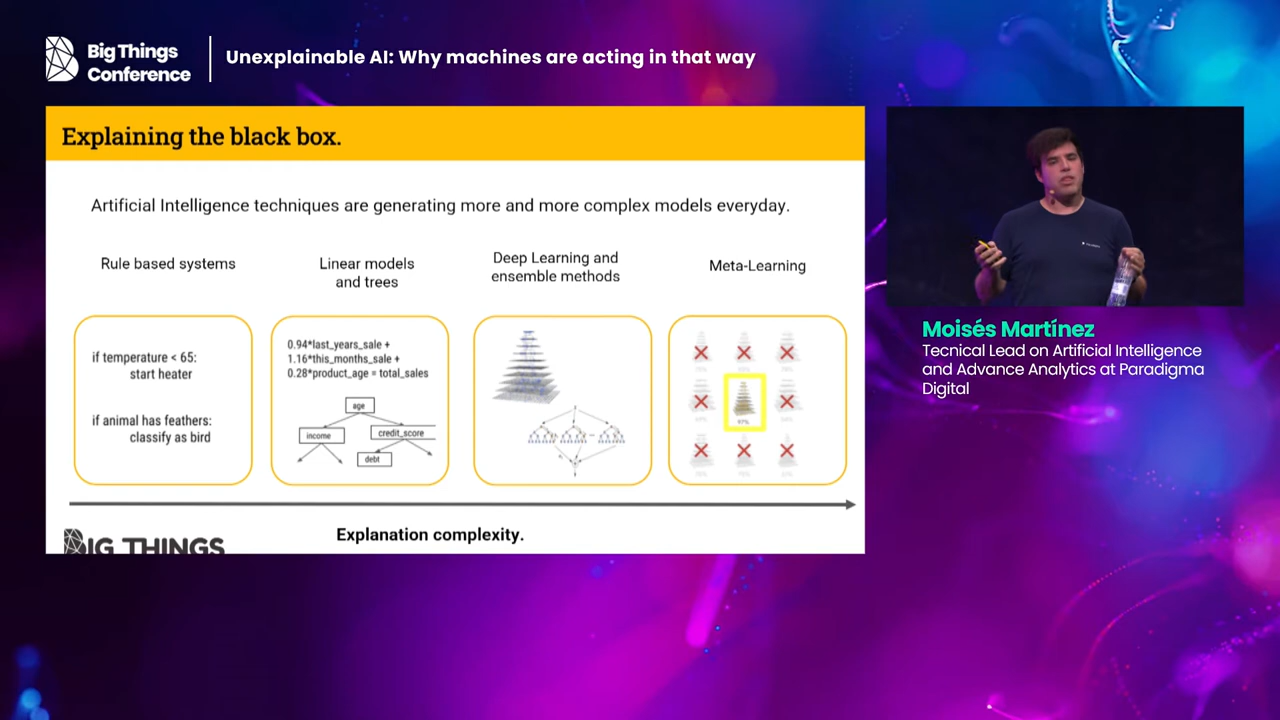 Big Things
Conference
Unexplainable AI: Why machines are acting in that way
Explaining the black box.
Artificial Intelligence techniques are generating more and more complex models everyday.
Rule based systems
Linear models
and trees
Deep Learning and
ensemble methods
Meta-Learning
if temperature < 65:
start heater
if animal has feathers:
classify as bird
0.94*last_years_sale +
1.16*this_months_sale +
0.28*product_age = total_sales
age
income
credit_score
debt
97%
Explanation complexity.
BIG THINGS
Moisés Martínez
Tecnical Lead on Artificial Intelligence
and Advance Analytics at Paradigma
Digital